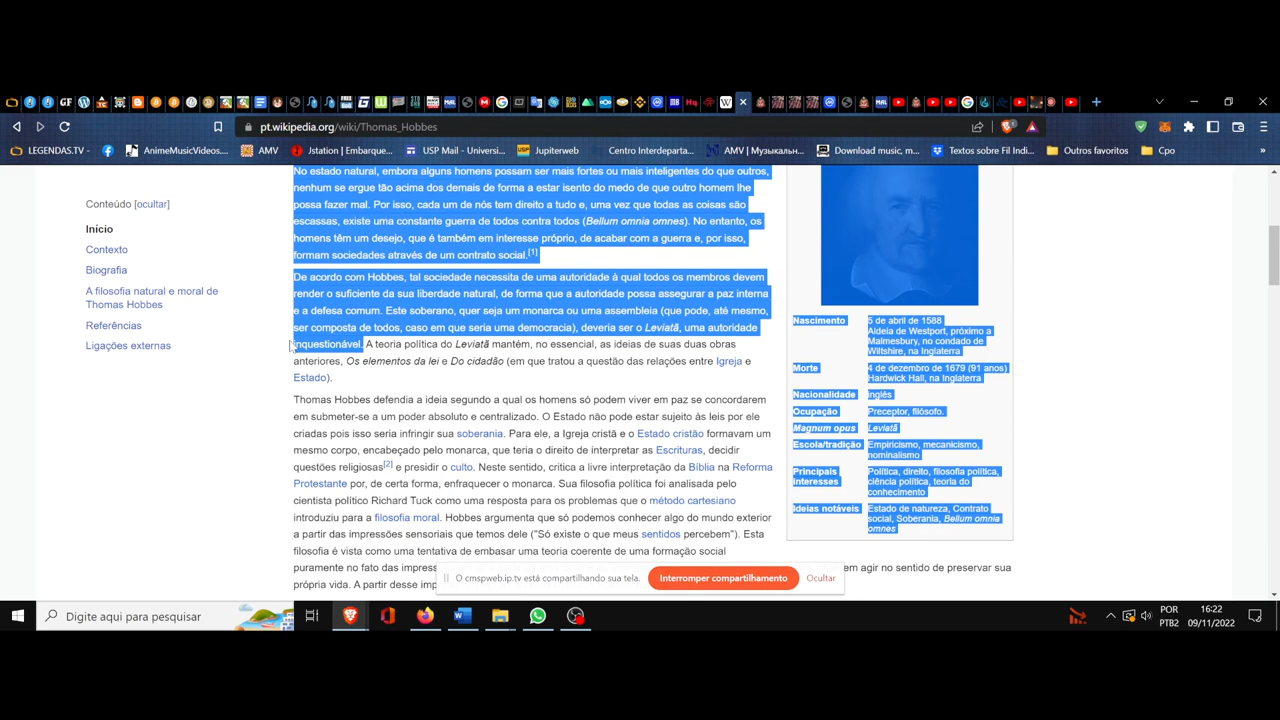 pt.wikipedia.org/wiki/Thomas_Hobbes
LEGENDAS.TV -
AnimeMusicVideos...
AMV
Jstation | Embarque...
USP Mail - Universi...
Jupiterweb
Centro Interdeparta...
AMV | Музыкальн...
Download music, m...
Textos sobre Fil Indi...
Outros favoritos
Cpo
Conteúdo [ocultar]
Início
Contexto
Biografia
A filosofia natural e moral de
Thomas Hobbes
Referências
Ligações externas
No estado natural, embora alguns homens possam ser mais fortes ou mais inteligentes do que outros,
nenhum se ergue tão acima dos demais de forma a estar isento do medo de que outro homem lhe
possa fazer mal. Por isso, cada um de nós tem direito a tudo e, uma vez que todas as coisas são
escassas, existe uma constante guerra de todos contra todos (Bellum omnia omnes). No entanto, os
homens têm um desejo, que é também em interesse próprio, de acabar com a guerra e, por isso,
formam sociedades através de um contrato social.[1]
De acordo com Hobbes, tal sociedade necessita de uma autoridade à qual todos os membros devem
render o suficiente da sua liberdade natural, de forma que a autoridade possa assegurar a paz interna
e a defesa comum. Este soberano, quer seja um monarca ou uma assembleia (que pode, até mesmo,
ser composta de todos, caso em que seria uma democracia), deveria ser o Leviatã, uma autoridade
inquestionável. A teoria política do Leviatã mantém, no essencial, as ideias de suas duas obras
anteriores, Os elementos da lei e Do cidadão (em que tratou a questão das relações entre Igreja e
Estado).
Thomas Hobbes defendia a ideia segundo a qual os homens só podem viver em paz se concordarem
em submeter-se a um poder absoluto e centralizado. O Estado não pode estar sujeito às leis por ele
criadas pois isso seria infringir sua soberania. Para ele, a Igreja cristã e o Estado cristão formavam um
mesmo corpo, encabeçado pelo monarca, que teria o direito de interpretar as Escrituras, decidir
questões religiosas[2] e presidir o culto. Neste sentido, critica a livre interpretação da Bíblia na Reforma
Protestante por, de certa forma, enfraquecer o monarca. Sua filosofia política foi analisada pelo
cientista político Richard Tuck como uma resposta para os problemas que o método cartesiano
introduziu para a filosofia moral. Hobbes argumenta que só podemos conhecer algo do mundo exterior
a partir das impressões sensoriais que temos dele ("Só existe o que meus sentidos percebem"). Esta
filosofia é vista como uma tentativa de embasar uma teoria coerente de uma formação social
puramente no fato das impress
em agir no sentido de preservar sua
própria vida. A partir desse imp
Nascimento 5 de abril de 1588
Aldeia de Westport, próximo a
Malmesbury, no condado de
Wiltshire, na Inglaterra
Morte 4 de dezembro de 1679 (91 anos)
Hardwick Hall, na Inglaterra
Nacionalidade inglês
Ocupação Preceptor, filósofo.
Magnum opus Leviatã
Escola/tradição Empiricismo, mecanicismo,
nominalismo
Principais Política, direito, filosofia política,
interesses ciência política, teoria do
conhecimento
Ideias notáveis Estado de natureza, Contrato
social, Soberania, Bellum omnia
omnes
O cmspweb.ip.tv está compartilhando sua tela.
Interromper compartilhamento
Ocultar
Digite aqui para pesquisar
POR
PTB2
16:22
09/11/2022